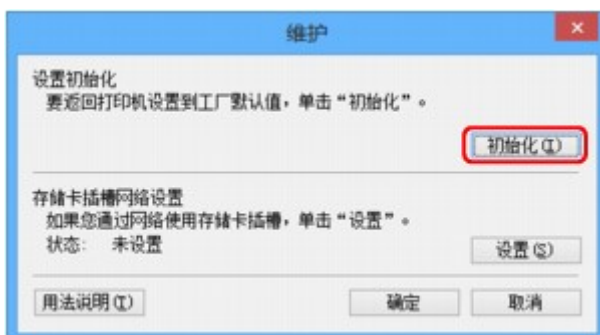 维护
设置初始化
要返回打印机设置到工厂默认值，单击“初始化”。
初始化(I)
存储卡插槽网络设置
如果您通过网络使用存储卡插槽，单击“设置”。
状态: 未设置
设置(S)
用法说明(I) 确定 取消